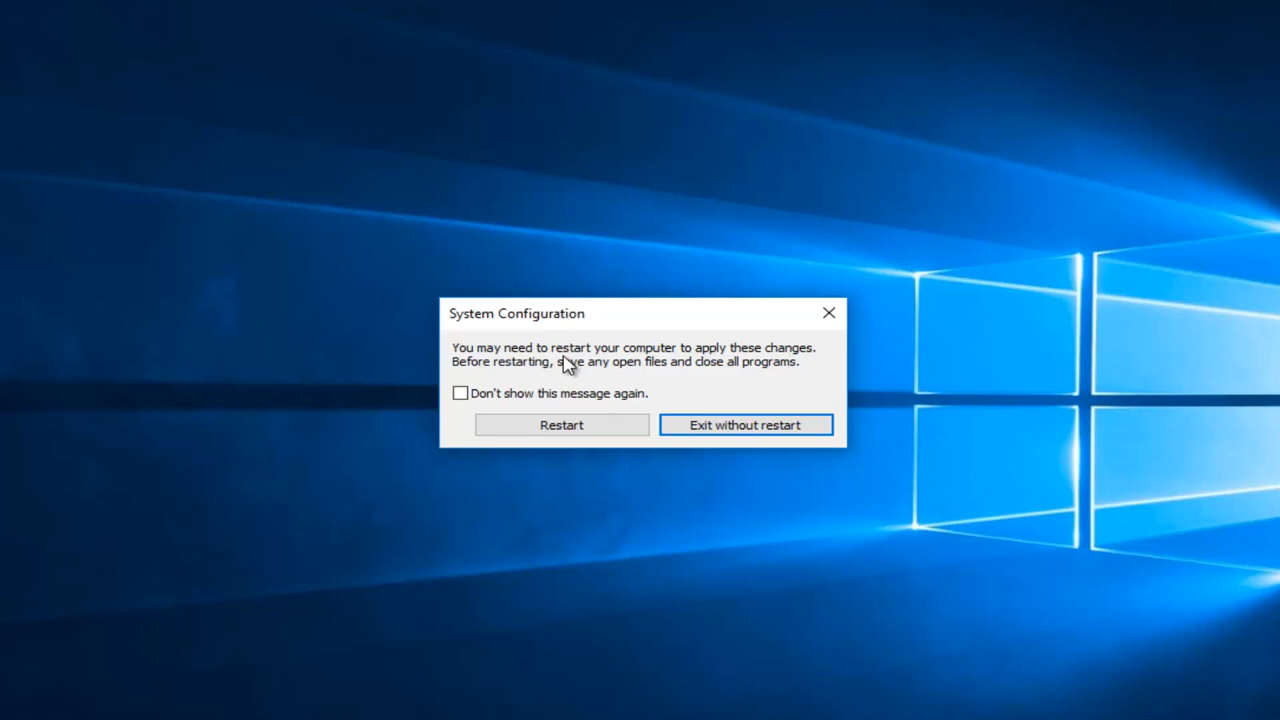 System Configuration
You may need to restart your computer to apply these changes.
Before restarting, save any open files and close all programs.
Don't show this message again.
Restart
Exit without restart